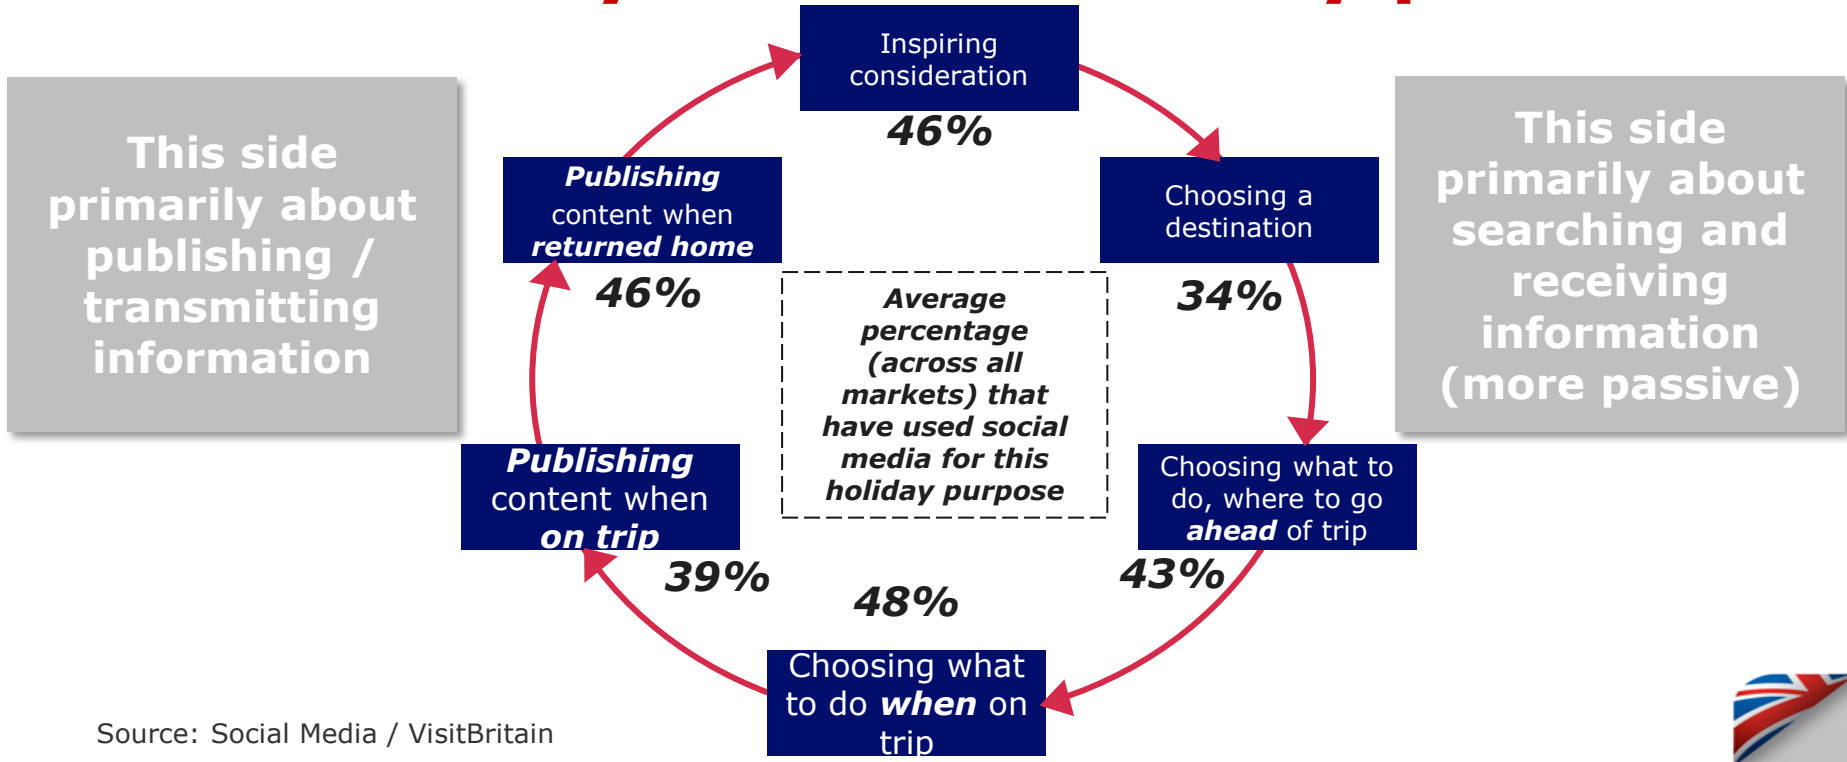 Inspiring
consideration
46%
This side
primarily about
publishing /
transmitting
information
This side
primarily about
searching and
receiving
information
(more passive)
Publishing
content when
returned home
46%
Choosing a
destination
34%
Average
percentage
(across all
markets) that
have used social
media for this
holiday purpose
Publishing
content when
on trip
39%
Choosing what to
do, where to go
ahead of trip
43%
48%
Choosing what
to do when on
trip
Source: Social Media / VisitBritain